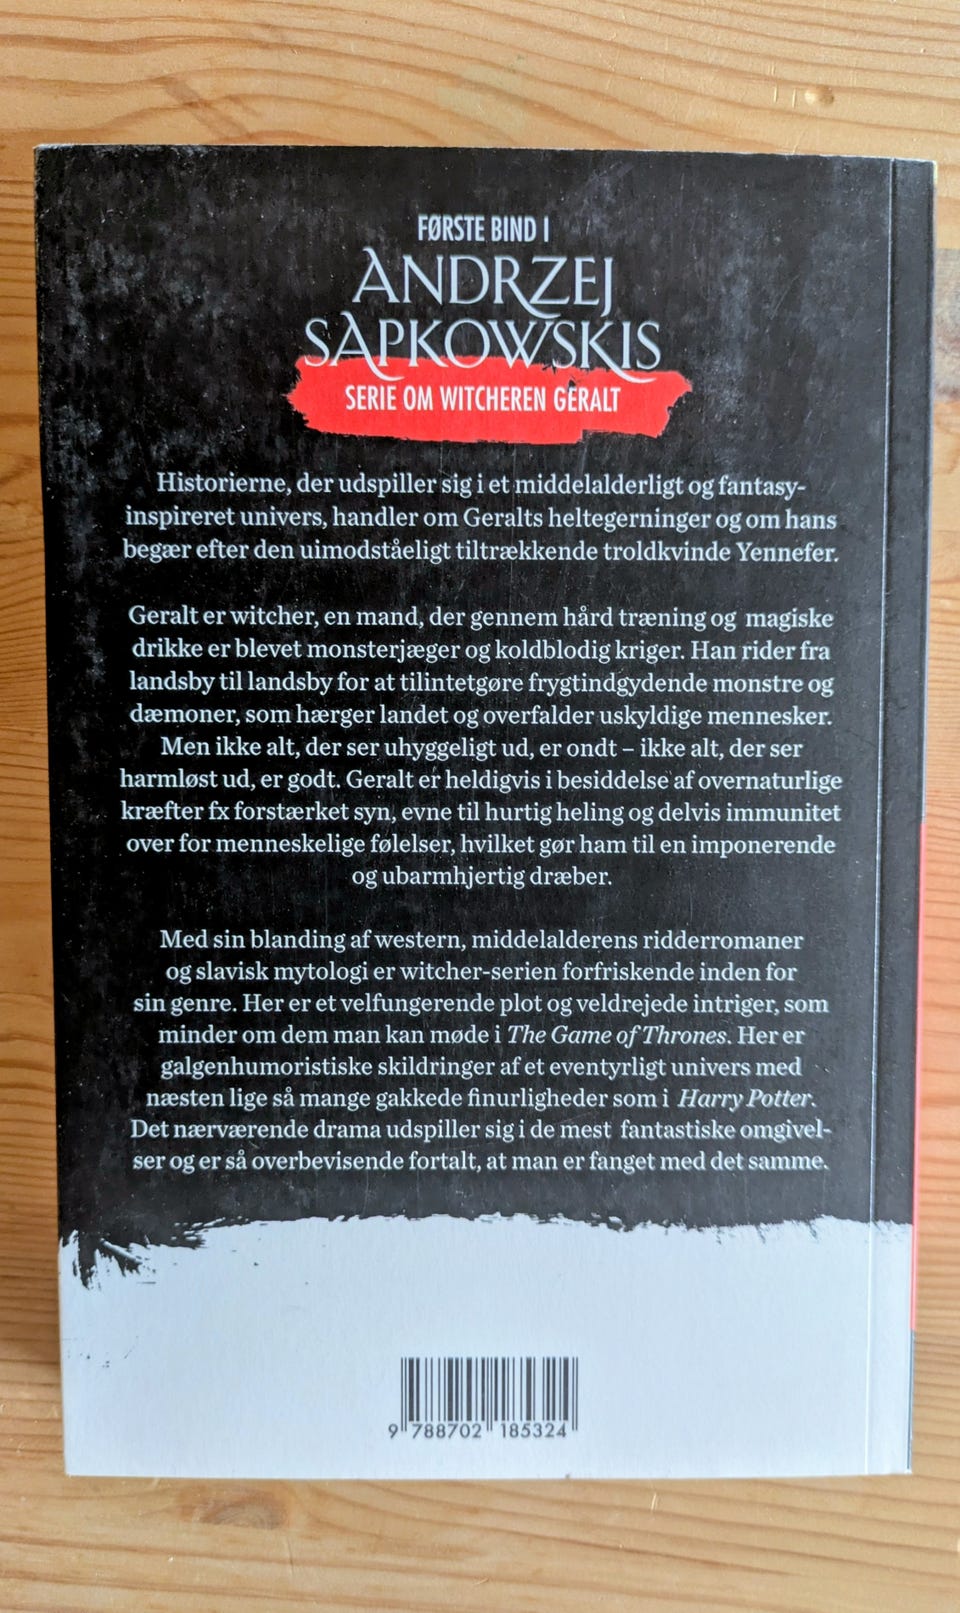 FØRSTE BIND I
ANDRZEJ
SAPKOWSKIS
SERIE OM WITCHEREN GERALT
Historierne, der udspiller sig i et middelalderligt og fantasy-
inspireret univers, handler om Geralts heltegerninger og om hans
begær efter den uimodståeligt tiltrækkende troldkvinde Yennefer.
Geralt er witcher, en mand, der gennem hård træning og magiske
drikke er blevet monsterjæger og koldblodig kriger. Han rider fra
landsby til landsby for at tilintetgøre frygtindgydende monstre og
dæmoner, som hærger landet og overfalder uskyldige mennesker.
Men ikke alt, der ser uhyggeligt ud, er ondt – ikke alt, der ser
harmløst ud, er godt. Geralt er heldigvis i besiddelse af overnaturlige
kræfter fx forstærket syn, evne til hurtig heling og delvis immunitet
over for menneskelige følelser, hvilket gør ham til en imponerende
og ubarmhjertig dræber.
Med sin blanding af western, middelalderens ridderromaner
og slavisk mytologi er witcher-serien forfriskende inden for
sin genre. Her er et velfungerende plot og veldrejede intriger, som
minder om dem man kan møde i The Game of Thrones. Her er
galgenhumoristiske skildringer af et eventyrligt univers med
næsten lige så mange gakkede finurligheder som i Harry Potter.
Det nærværende drama udspiller sig i de mest fantastiske omgivel-
ser og er så overbevisende fortalt, at man er fanget med det samme.
9 788702 185324